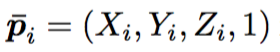 p̄ᵢ = (Xᵢ, Yᵢ, Zᵢ, 1)